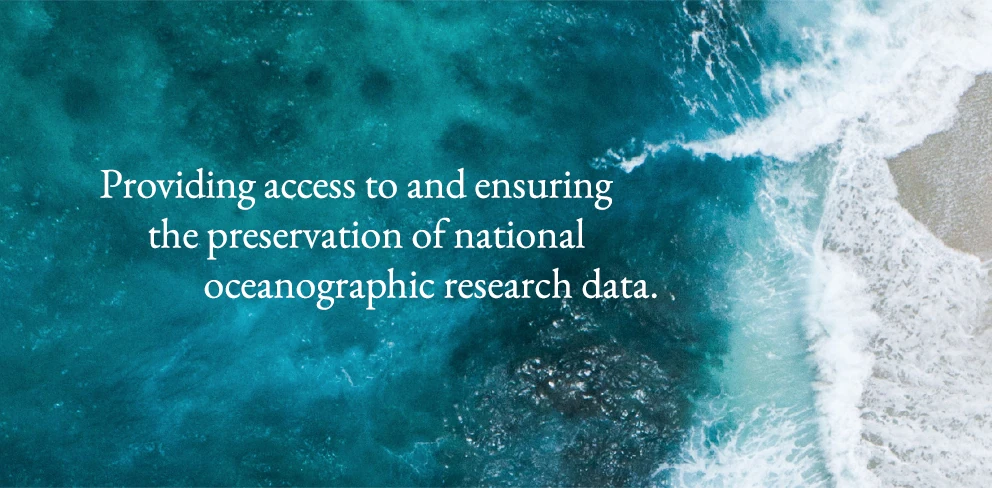 Providing access to and ensuring
the preservation of national
oceanographic research data.